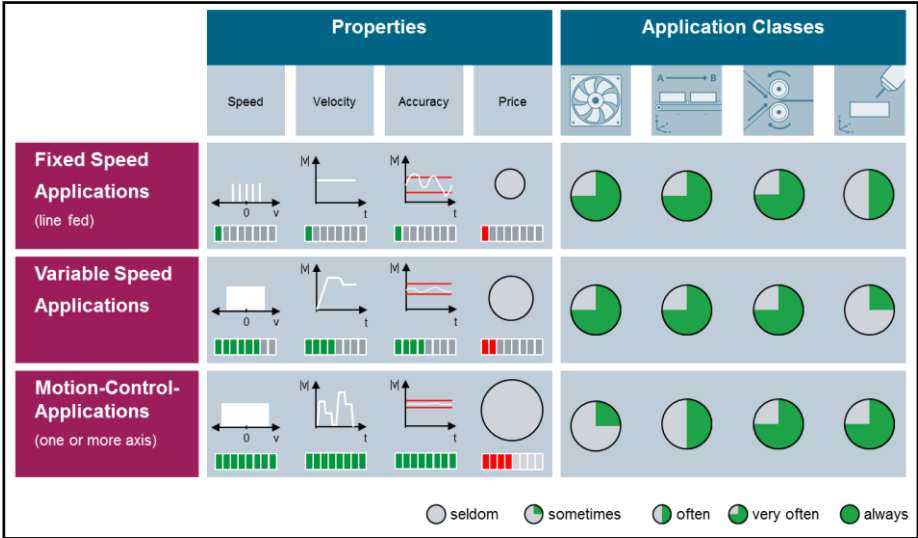 Properties
Application Classes
Speed
Velocity
Accuracy
Price
A B
Fixed Speed
Applications
(line fed)
0 v
M
t
M
t
Variable Speed
Applications
0 v
M
t
M
t
Motion-Control-
Applications
(one or more axis)
0 v
M
t
M
t
seldom
sometimes
often
very often
always